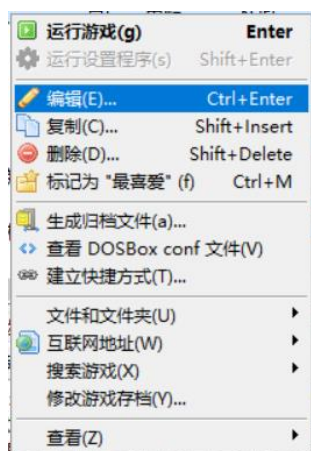 运行游戏(g) Enter
运行设置程序(s) Shift+Enter
编辑(E)... Ctrl+Enter
复制(C)... Shift+Insert
删除(D)... Shift+Delete
标记为 "最喜爱" (f) Ctrl+M
生成归档文件(a)...
查看 DOSBox conf 文件(V)
建立快捷方式(T)...
文件和文件夹(U)
互联网地址(W)
搜索游戏(X)
修改游戏存档(Y)...
查看(Z)